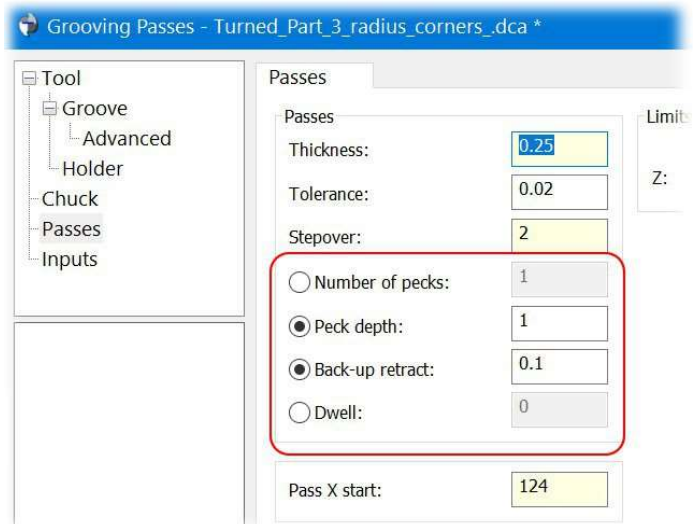 Grooving Passes - Turned_Part_3_radius_corners_.dca *
Tool
Groove
Advanced
Holder
Chuck
Passes
Inputs
Passes
Passes
Thickness: 0.25
Tolerance: 0.02
Stepover: 2
Number of pecks: 1
Peck depth: 1
Back-up retract: 0.1
Dwell: 0
Pass X start: 124
Limits
Z: